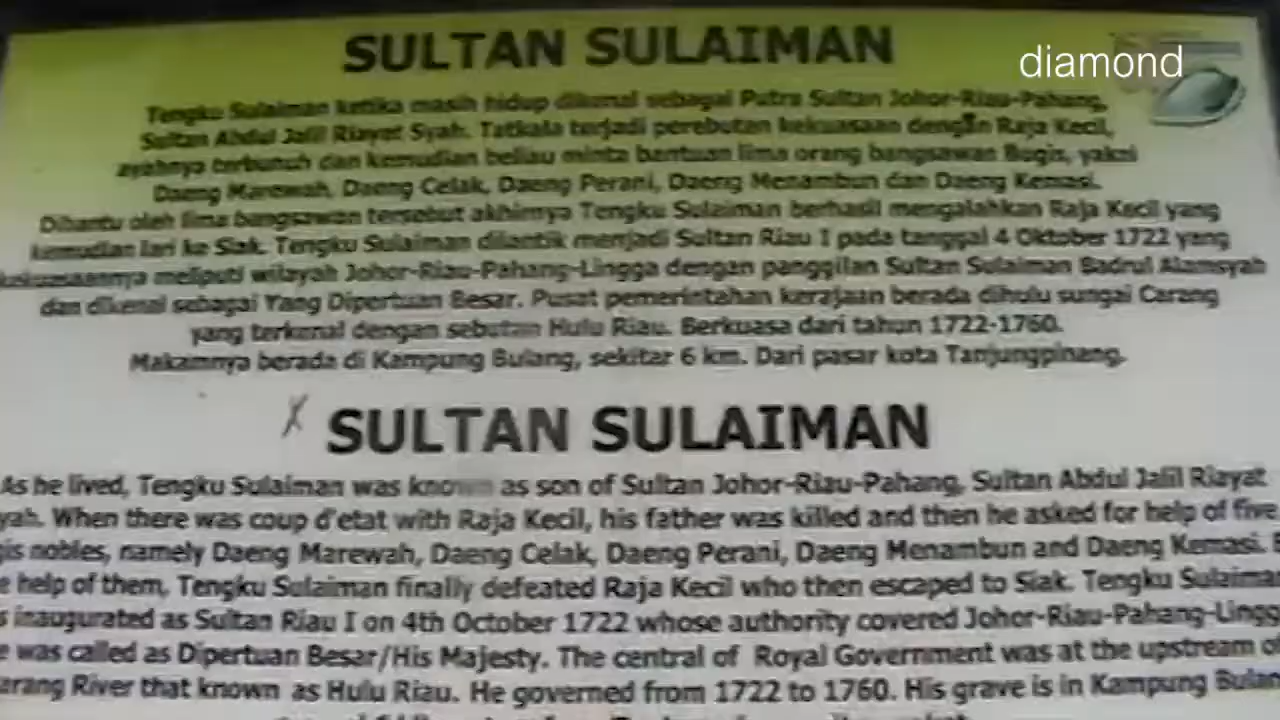 SULTAN SULAIMAN
diamond
Tengku Sulaiman ketika masih hidup dikenal sebagai Putra Sultan Johor-Riau-Pahang,
Sultan Abdul Jalil Riayat Syah. Tatkala terjadi perebutan kekuasaan dengan Raja Kecil,
ayahnya terbunuh dan kemudian beliau minta bantuan lima orang bangsawan Bugis, yakni
Daeng Marewah, Daeng Celak, Daeng Perani, Daeng Menambun dan Daeng Kemasi.
Dibantu oleh lima bangsawan tersebut akhirnya Tengku Sulaiman berhasil mengalahkan Raja Kecil yang
kemudian lari ke Siak. Tengku Sulaiman dilantik menjadi Sultan Riau I pada tanggal 4 Oktober 1722 yang
kekuasaannya meliputi wilayah Johor-Riau-Pahang-Lingga dengan panggilan Sultan Sulaiman Badrul Alamsyah
dan dikenal sebagai Yang Dipertuan Besar. Pusat pemerintahan kerajaan berada dihulu sungai Carang
yang terkenal dengan sebutan Hulu Riau. Berkuasa dari tahun 1722-1760.
Makamnya berada di Kampung Bulang, sekitar 6 km. Dari pasar kota Tanjungpinang.
X SULTAN SULAIMAN
As he lived, Tengku Sulaiman was known as son of Sultan Johor-Riau-Pahang, Sultan Abdul Jalil Riayat
yah. When there was coup d'etat with Raja Kecil, his father was killed and then he asked for help of five
gis nobles, namely Daeng Marewah, Daeng Celak, Daeng Perani, Daeng Menambun and Daeng Kemasi.
e help of them, Tengku Sulaiman finally defeated Raja Kecil who then escaped to Siak. Tengku Sulaiman
s inaugurated as Sultan Riau I on 4th October 1722 whose authority covered Johor-Riau-Pahang-Lingg
e was called as Dipertuan Besar/His Majesty. The central of Royal Government was at the upstream of
arang River that known as Hulu Riau. He governed from 1722 to 1760. His grave is in Kampung Bulan